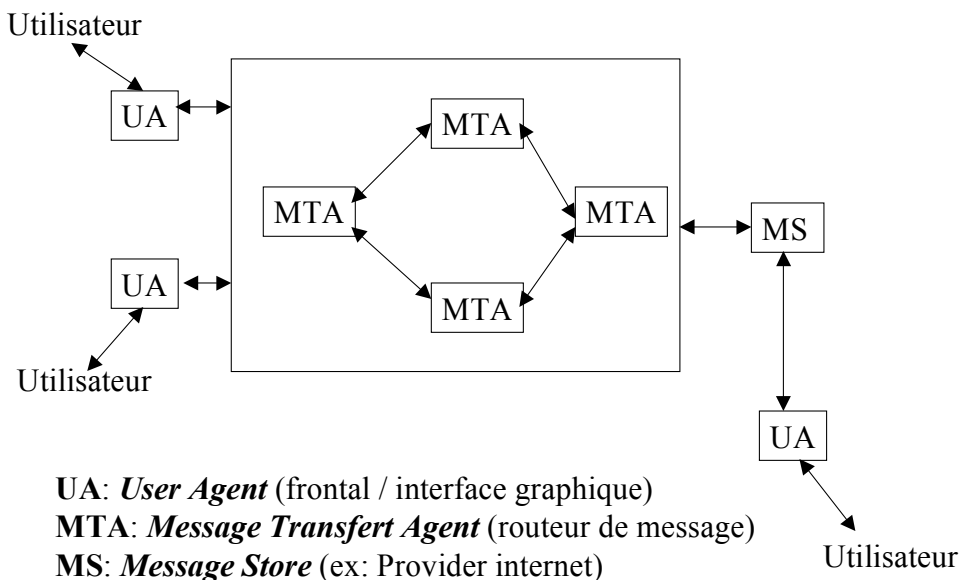 Utilisateur
UA
MTA
MTA
MTA
MS
UA
MTA
Utilisateur
UA
UA: User Agent (frontal / interface graphique)
MTA: Message Transfert Agent (routeur de message)
MS: Message Store (ex: Provider internet)
Utilisateur